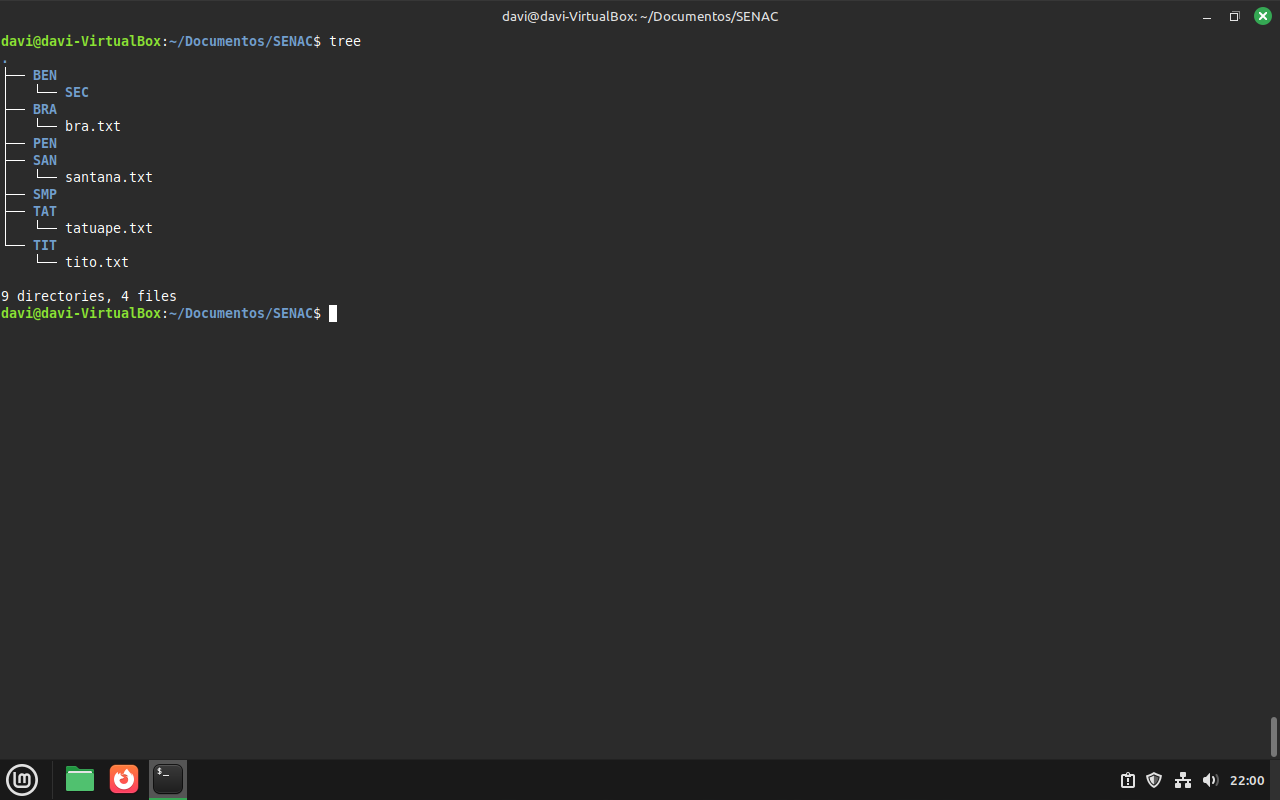 davi@davi-VirtualBox: ~/Documentos/SENAC
davi@davi-VirtualBox:~/Documentos/SENAC$ tree
.
├── BEN
│   └── SEC
├── BRA
│   └── bra.txt
├── PEN
├── SAN
│   └── santana.txt
├── SMP
├── TAT
│   └── tatuape.txt
└── TIT
    └── tito.txt
9 directories, 4 files
davi@davi-VirtualBox:~/Documentos/SENAC$
$_
22:00